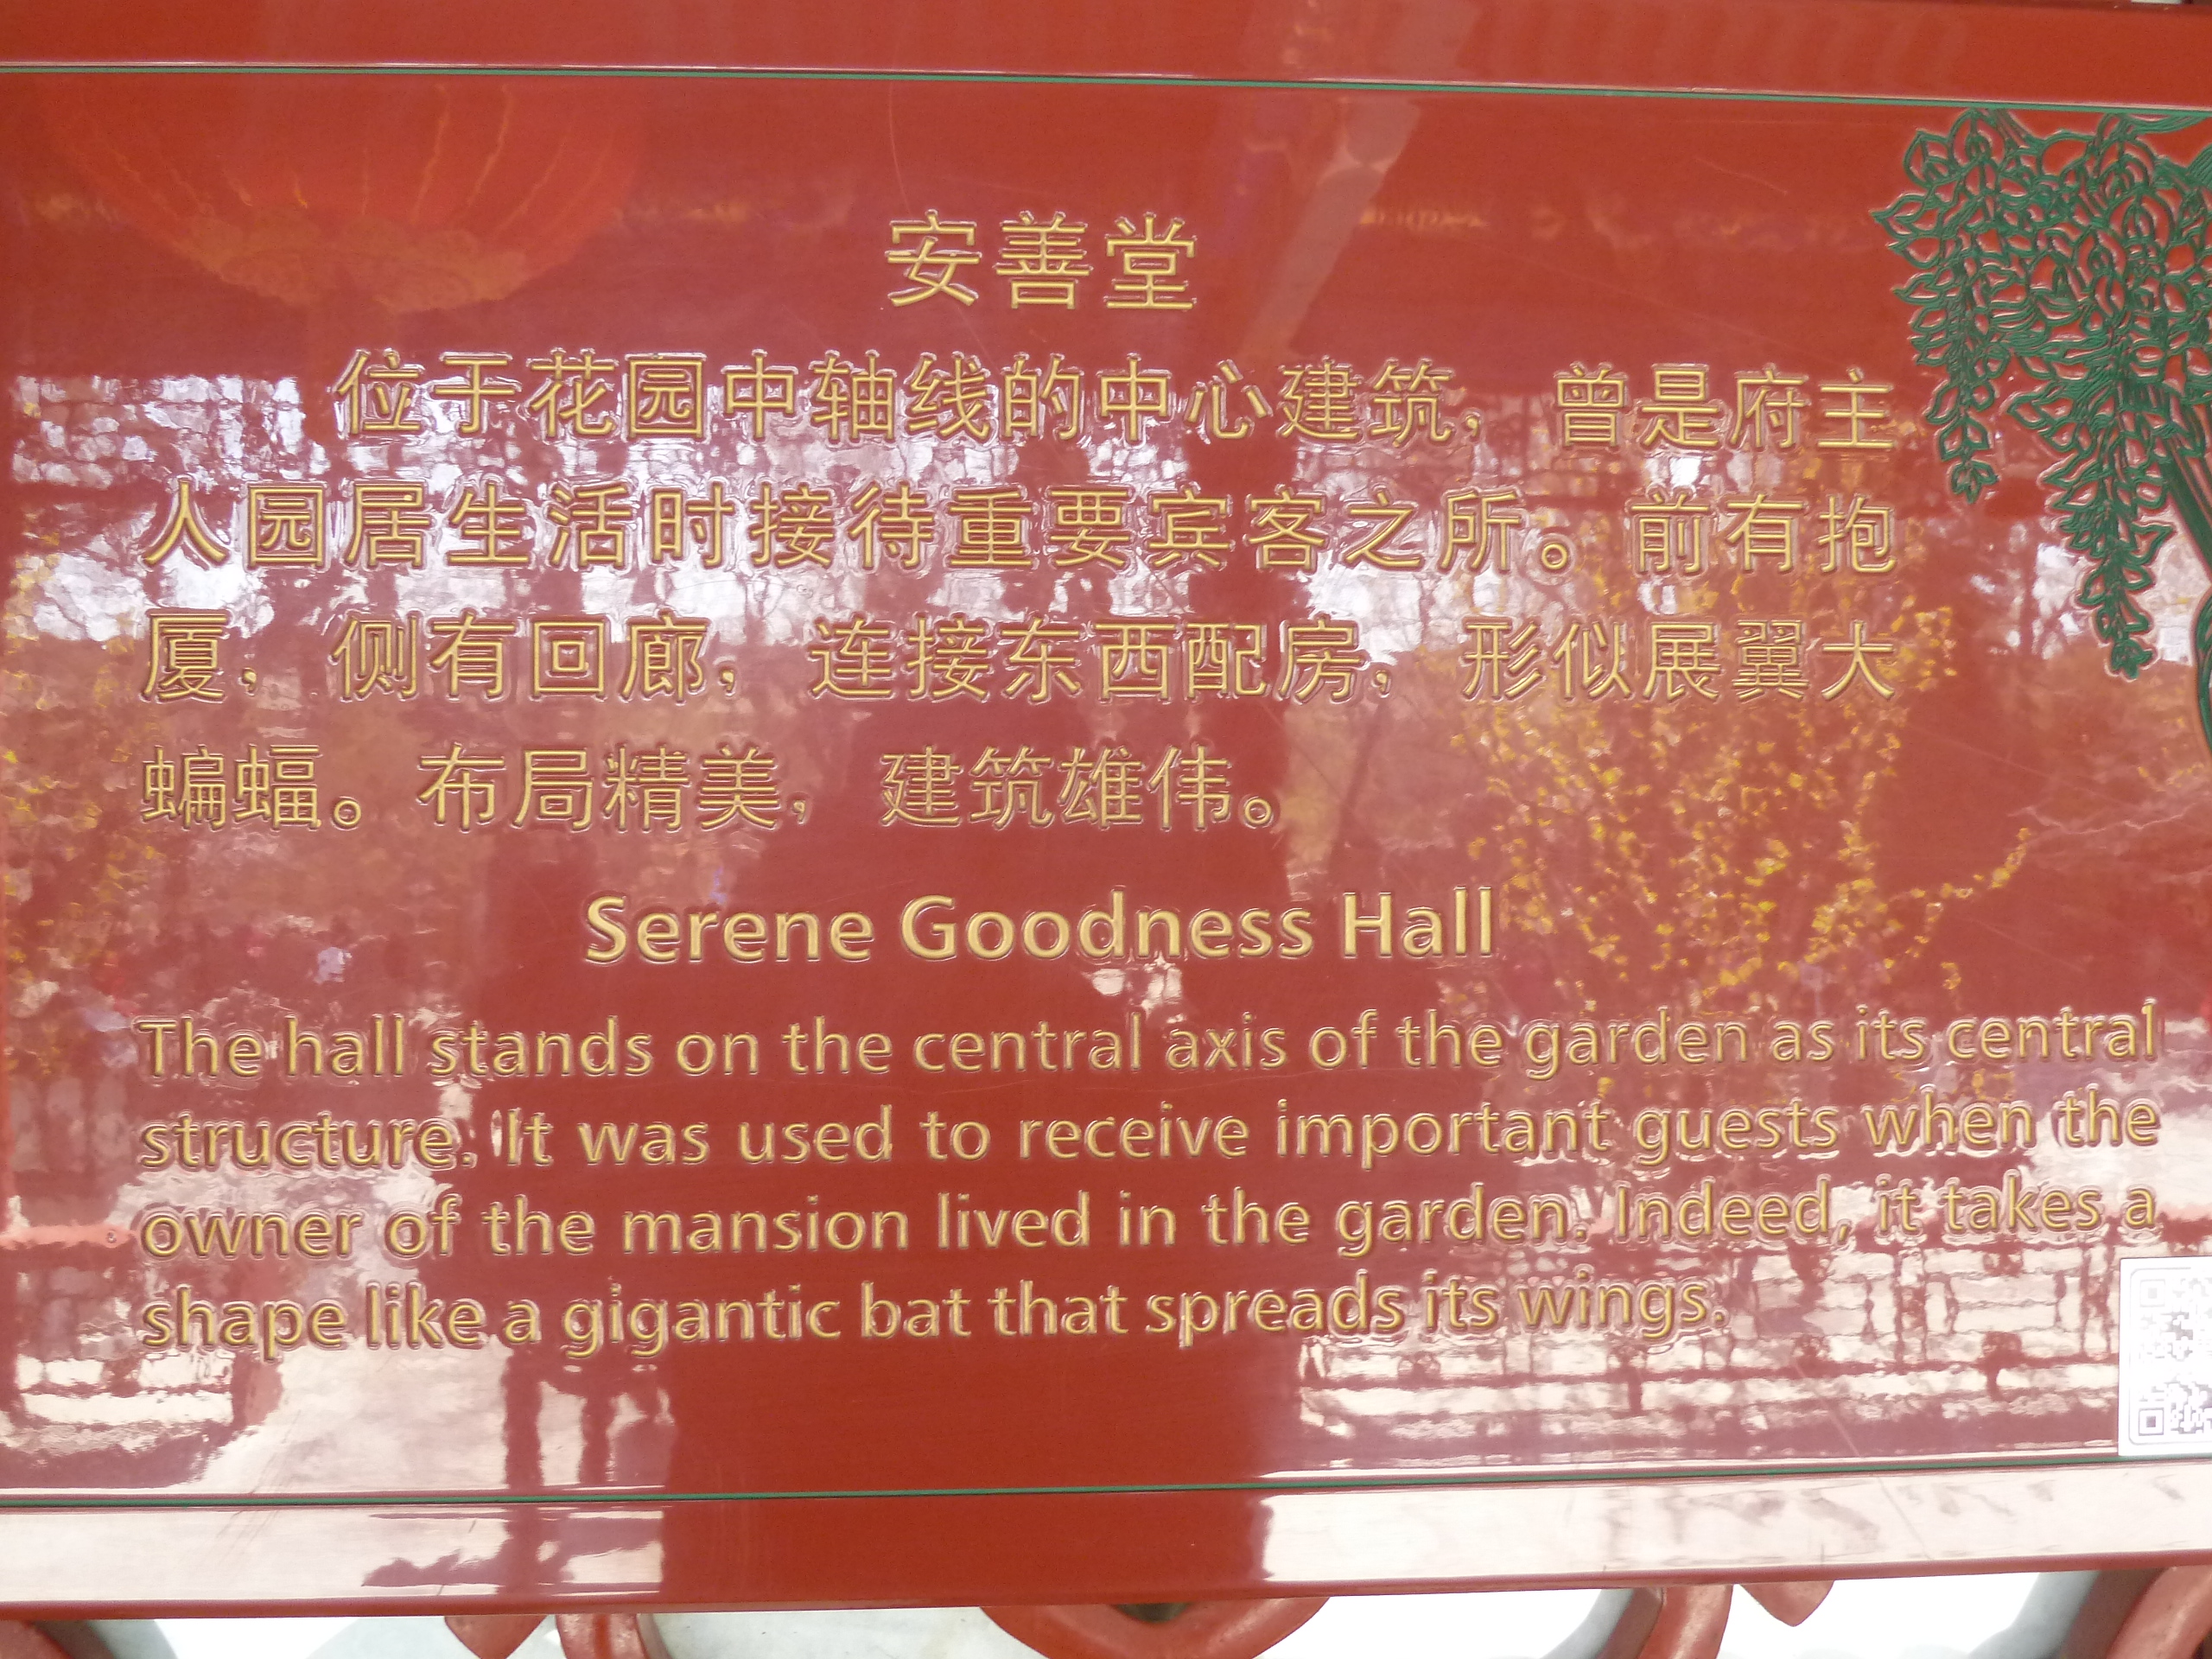 安善堂
位于花园中轴线的中心建筑，曾是府主
人园居生活时接待重要宾客之所。前有抱
厦，侧有回廊，连接东西配房，形似展翼大
蝙蝠。布局精美，建筑雄伟。
Serene Goodness Hall
The hall stands on the central axis of the garden as its central
structure. It was used to receive important guests when the
owner of the mansion lived in the garden. Indeed, it takes a
shape like a gigantic bat that spreads its wings.